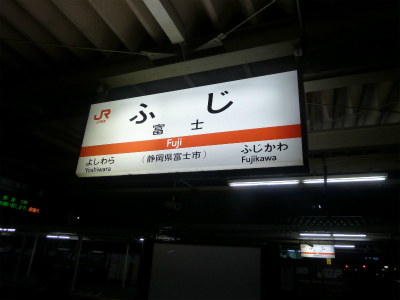 JR
ふじ
富士
Fuji
よしわら
Yoshiwara
（静岡県富士市）
ふじかわ
Fujikawa